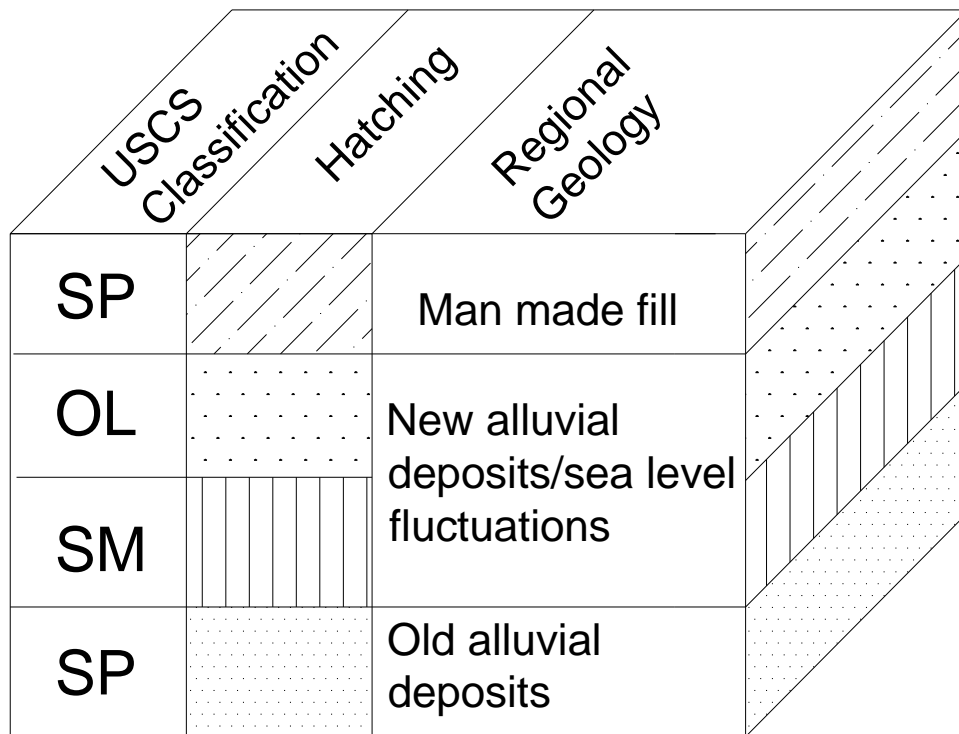 USCS
Classification
Hatching
Regional
Geology
SP
Man made fill
OL
New alluvial
deposits/sea level
fluctuations
SM
SP
Old alluvial
deposits